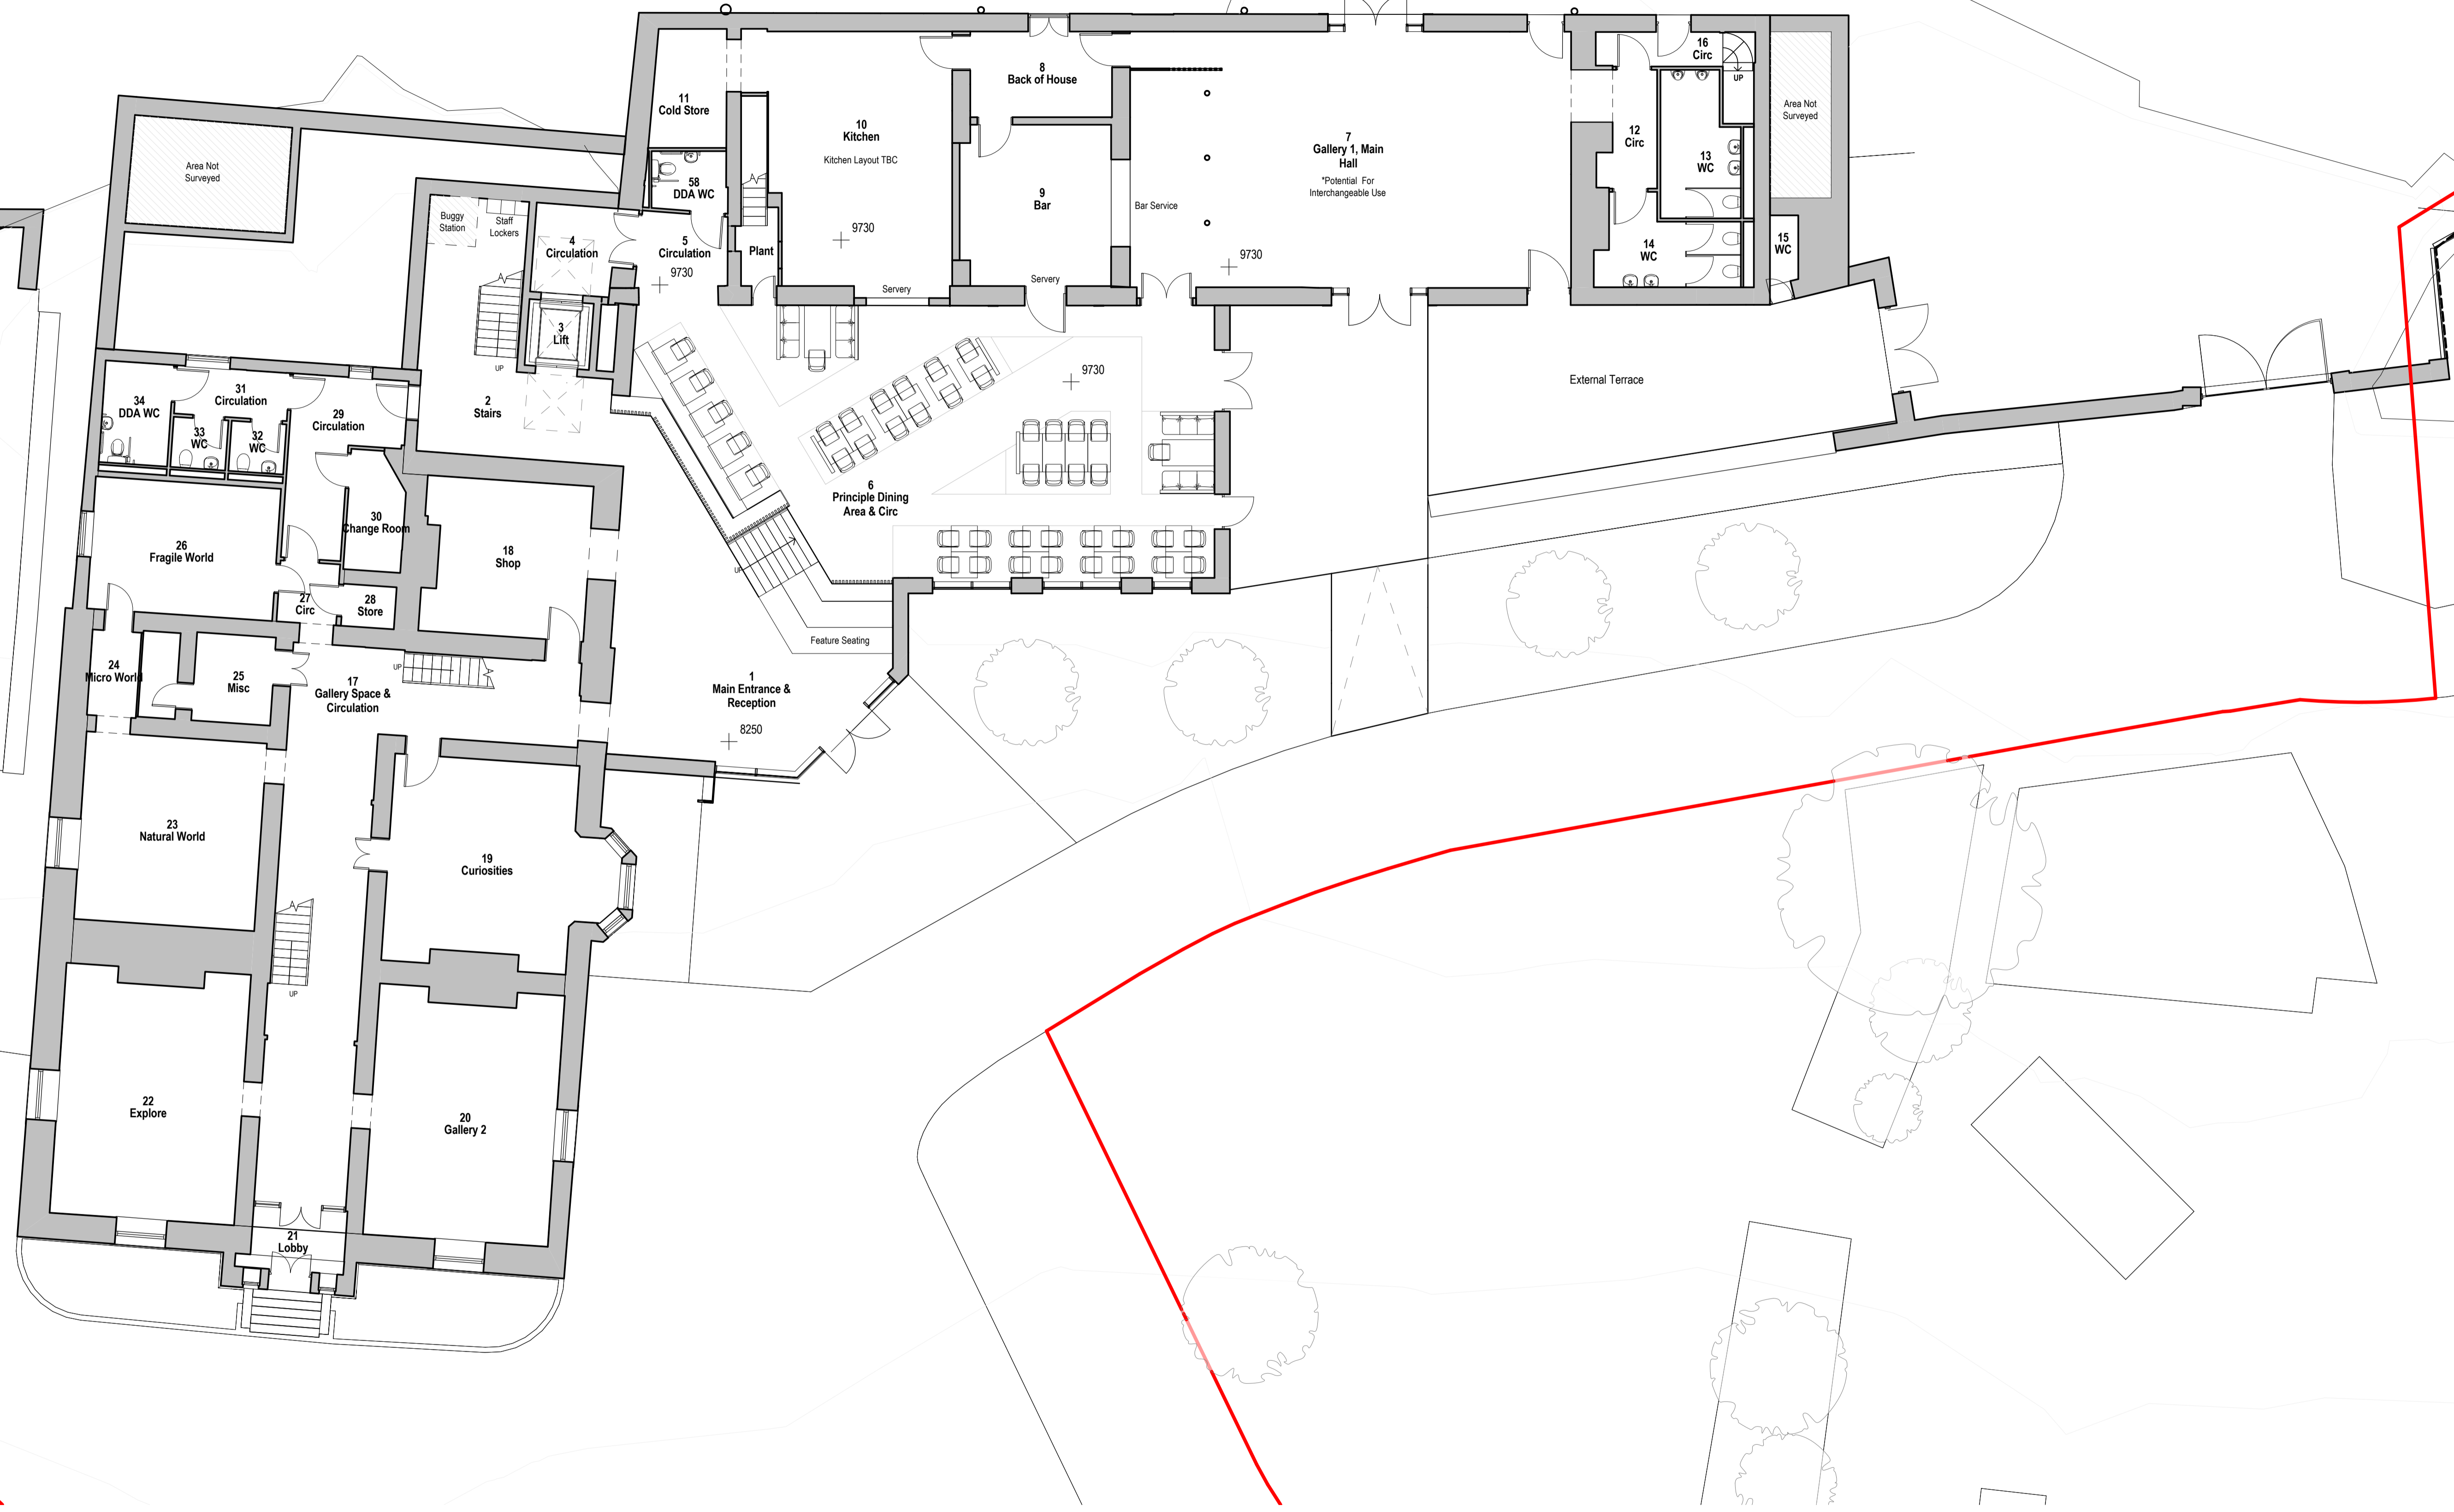 16
Circ
UP
8
Back of House
11
Cold Store
10
Kitchen
Kitchen Layout TBC
Area Not
Surveyed
7
Gallery 1, Main
Hall
*Potential For
Interchangeable Use
12
Circ
13
WC
Area Not
Surveyed
58
DDA WC
9
Bar
Bar Service
Buggy
Station
Staff
Lockers
4
Circulation
5
Circulation
9730
Plant
9730
9730
14
WC
15
WC
Servery
Servery
3
Lift
UP
2
Stairs
9730
External Terrace
31
Circulation
34
DDA WC
33
WC
32
WC
29
Circulation
6
Principle Dining
Area & Circ
30
Change Room
26
Fragile World
18
Shop
UP
27
Circ
28
Store
Feature Seating
24
Micro World
25
Misc
17
Gallery Space &
Circulation
UP
1
Main Entrance &
Reception
8250
23
Natural World
19
Curiosities
UP
22
Explore
20
Gallery 2
21
Lobby